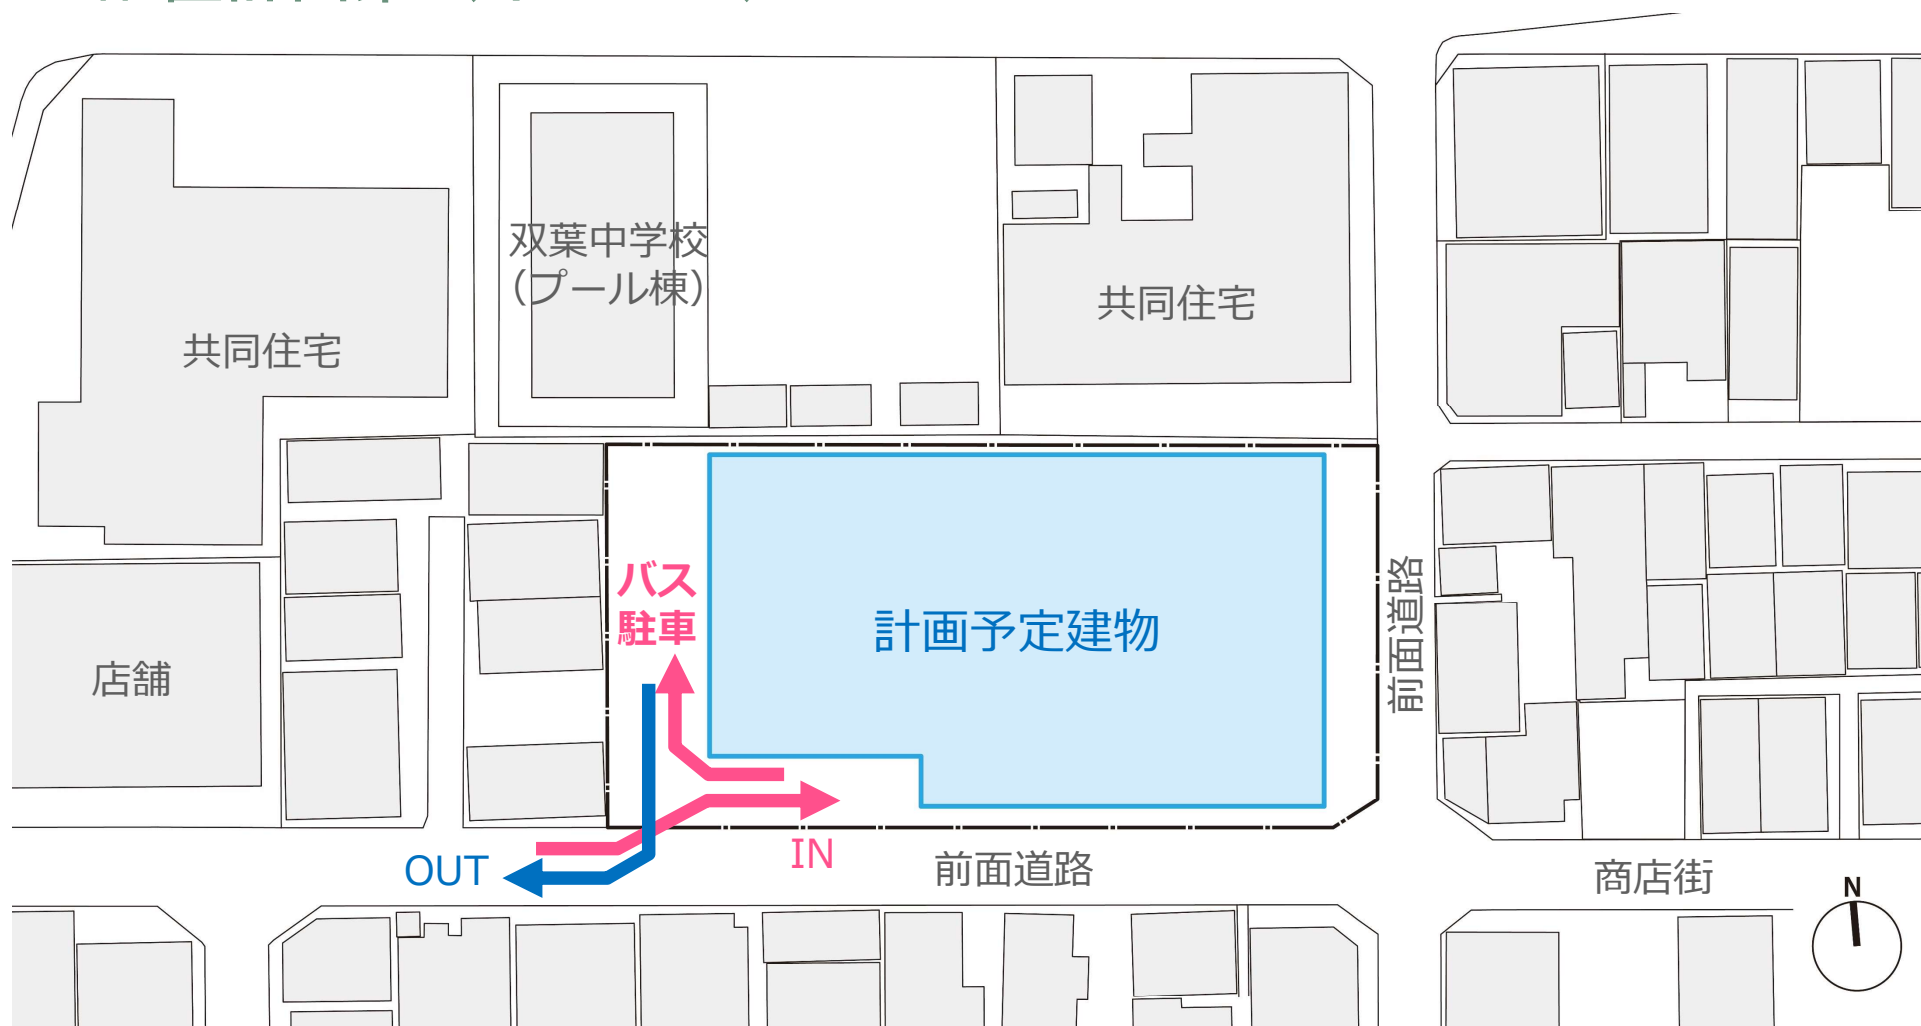 双葉中学校
(プール棟)
共同住宅
共同住宅
バス
駐車
計画予定建物
前面道路
店舗
IN
OUT
前面道路
商店街
N